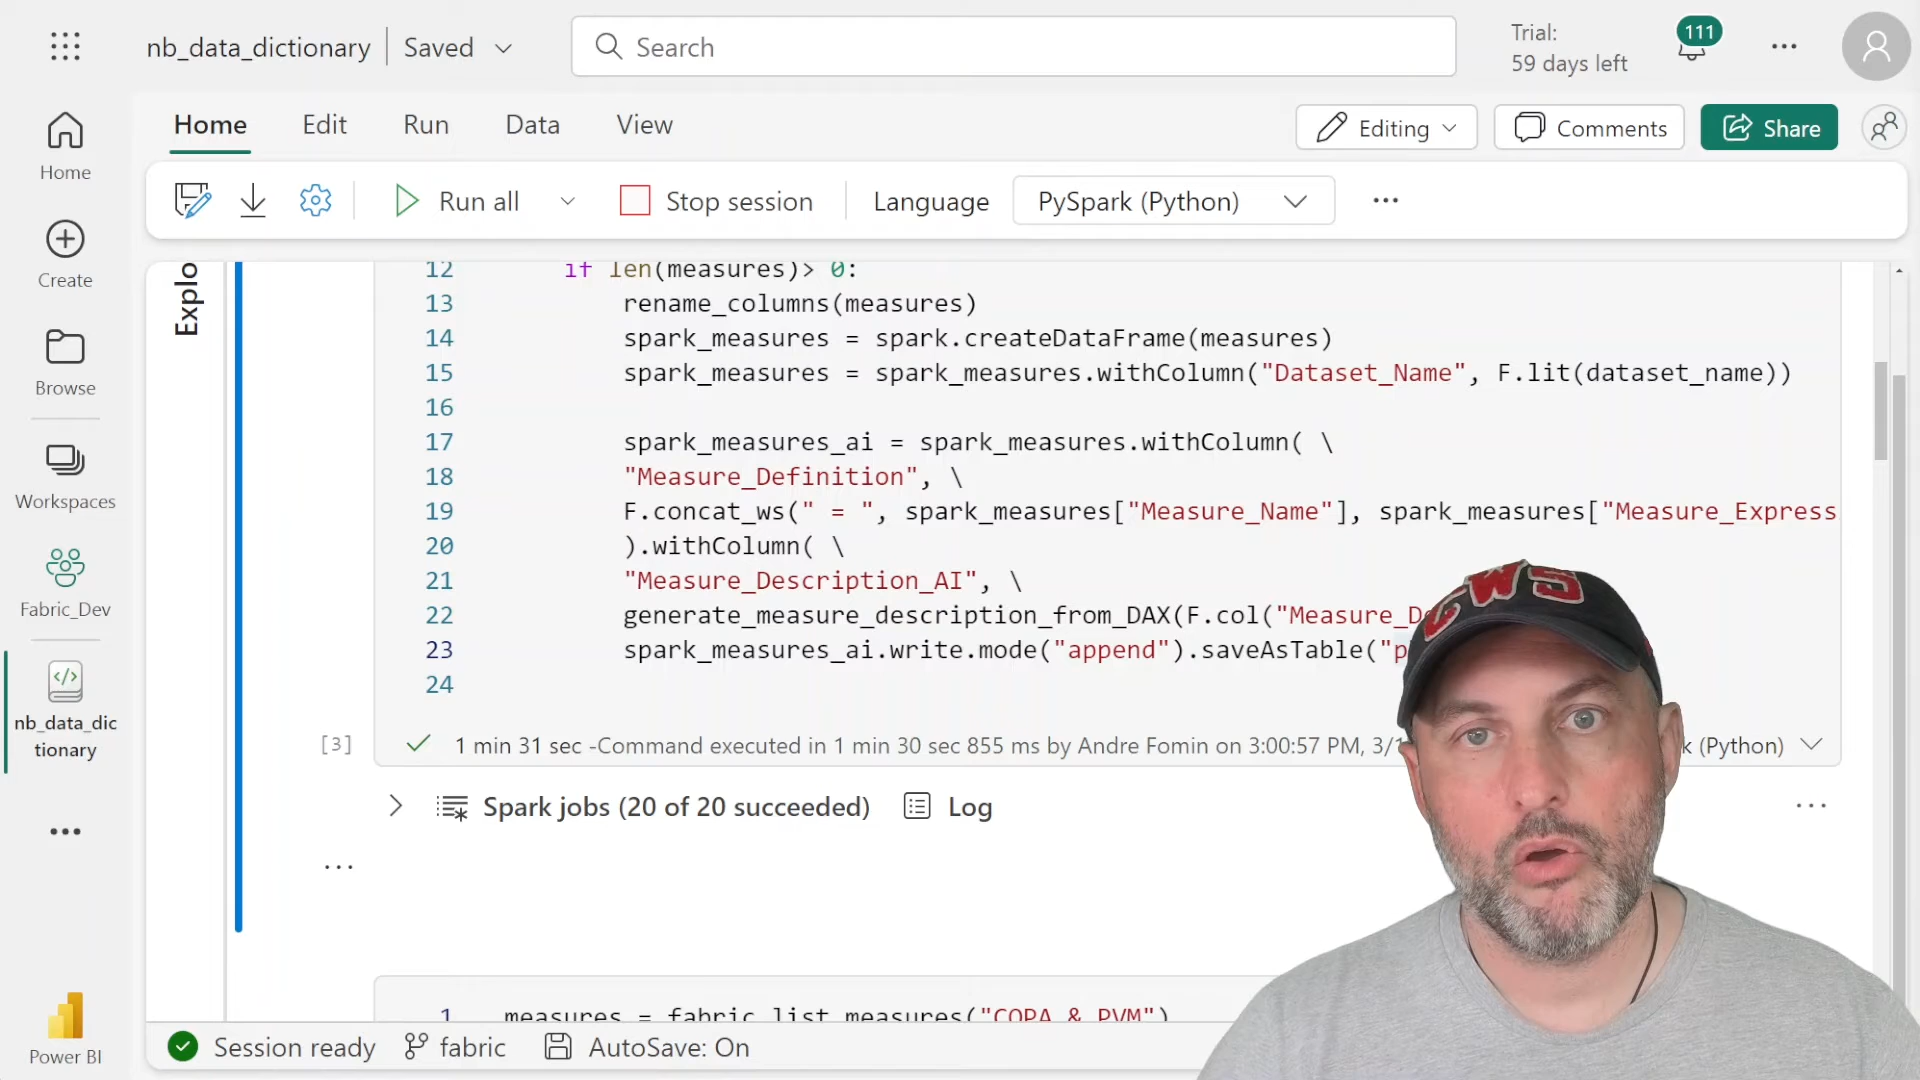 nb_data_dictionary
Saved
Search
Trial:
59 days left
111
Home
Edit
Run
Data
View
Editing
Comments
Share
Run all
Stop session
Language
PySpark (Python)
Home
Create
Browse
Workspaces
Fabric_Dev
nb_data_dic
tionary
Power BI
Explo
12 if len(measures)> 0:
13 rename_columns(measures)
14 spark_measures = spark.createDataFrame(measures)
15 spark_measures = spark_measures.withColumn("Dataset_Name", F.lit(dataset_name))
16
17 spark_measures_ai = spark_measures.withColumn( \
18 "Measure_Definition", \
19 F.concat_ws(" = ", spark_measures["Measure_Name"], spark_measures["Measure_Express
20 ).withColumn( \
21 "Measure_Description_AI", \
22 generate_measure_description_from_DAX(F.col("Measure_D
23 spark_measures_ai.write.mode("append").saveAsTable("p
24
[3]
1 min 31 sec -Command executed in 1 min 30 sec 855 ms by Andre Fomin on 3:00:57 PM, 3/1
k (Python)
Spark jobs (20 of 20 succeeded)
Log
1 measures = fabric.list_measures("COPA & PVM")
Session ready
fabric
AutoSave: On
CWS